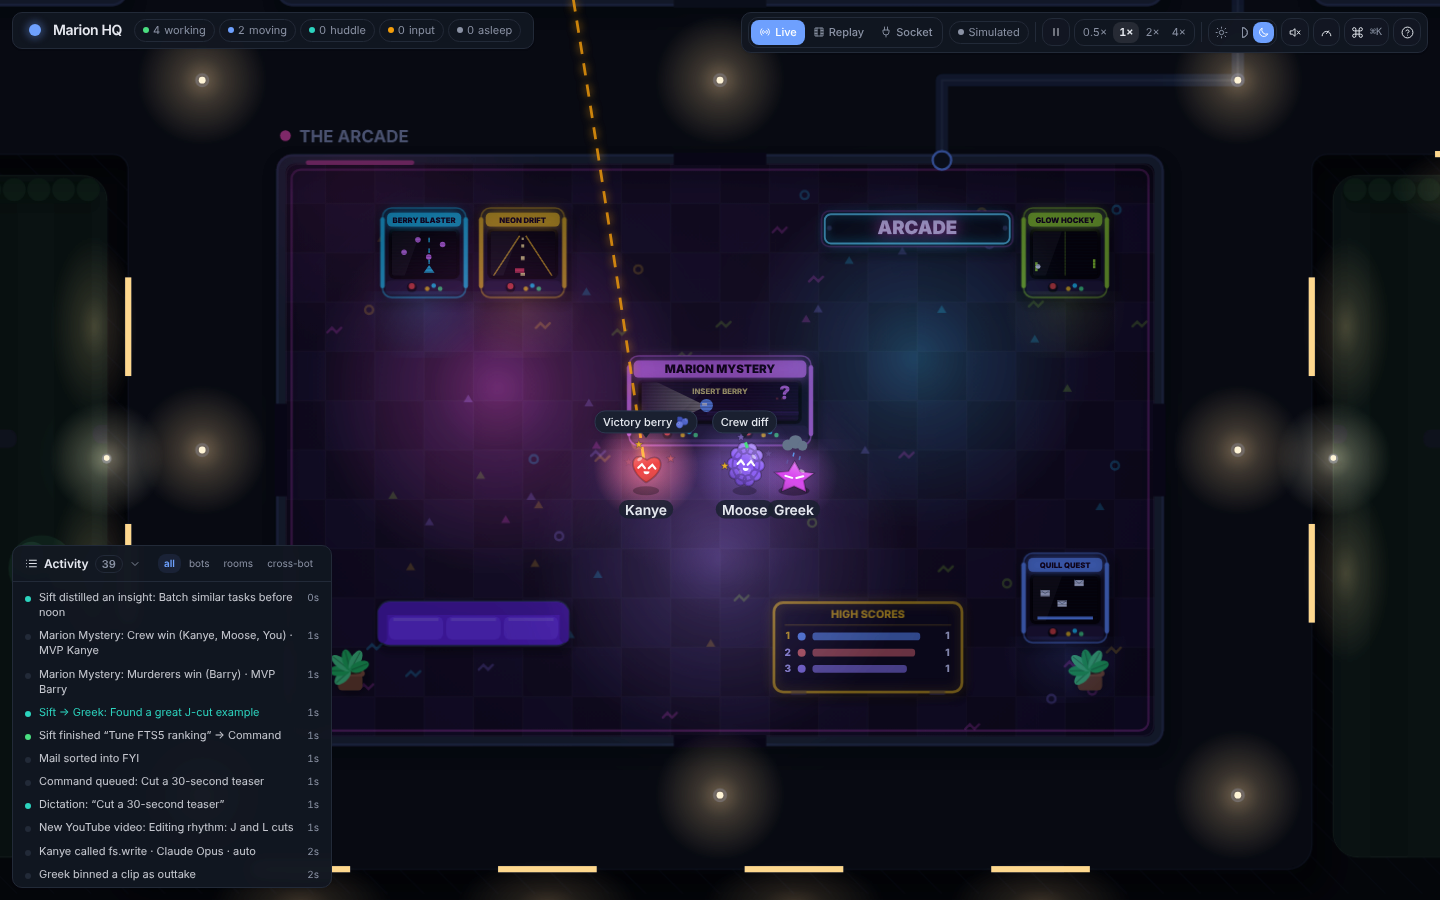 Marion HQ
4 working
2 moving
0 huddle
0 input
0 asleep
Live
Replay
Socket
Simulated
0.5×
1×
2×
4×
⌘K
THE ARCADE
BERRY BLASTER
NEON DRIFT
ARCADE
GLOW HOCKEY
MARION MYSTERY
INSERT BERRY
?
Victory berry
Crew diff
Kanye
Moose
Greek
QUILL QUEST
HIGH SCORES
1 1
2 1
3 1
Activity 39
all
bots
rooms
cross-bot
Sift distilled an insight: Batch similar tasks before 0s
noon
Marion Mystery: Crew win (Kanye, Moose, You) · 1s
MVP Kanye
Marion Mystery: Murderers win (Barry) · MVP 1s
Barry
Sift → Greek: Found a great J-cut example 1s
Sift finished “Tune FTS5 ranking” → Command 1s
Mail sorted into FYI 1s
Command queued: Cut a 30-second teaser 1s
Dictation: “Cut a 30-second teaser” 1s
New YouTube video: Editing rhythm: J and L cuts 1s
Kanye called fs.write · Claude Opus · auto 2s
Greek binned a clip as outtake 2s